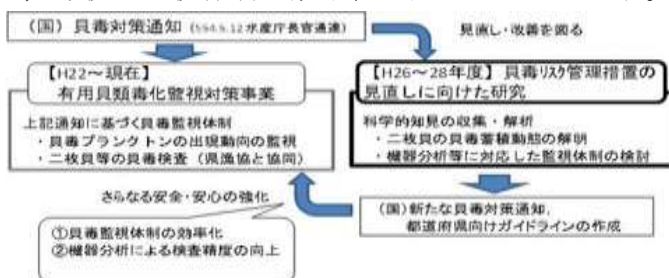 (国) 貝毒対策通知 (S54.5.12水産庁長官通達)
見直し・改善を図る
【H22~現在】
有用貝類毒化監視対策事業
上記通知に基づく貝毒監視体制
・貝毒プランクトンの出現動向の監視
・二枚貝等の貝毒検査(県漁協と協同)
【H26~28年度】貝毒リスク管理措置の
見直しに向けた研究
科学的知見の収集・解析
・二枚貝の貝毒蓄積動態の解明
・機器分析等に対応した監視体制の検討
さらなる安全・安心の強化
①貝毒監視体制の効率化
②機器分析による検査精度の向上
(国)新たな貝毒対策通知,
都道府県向けガイドラインの作成